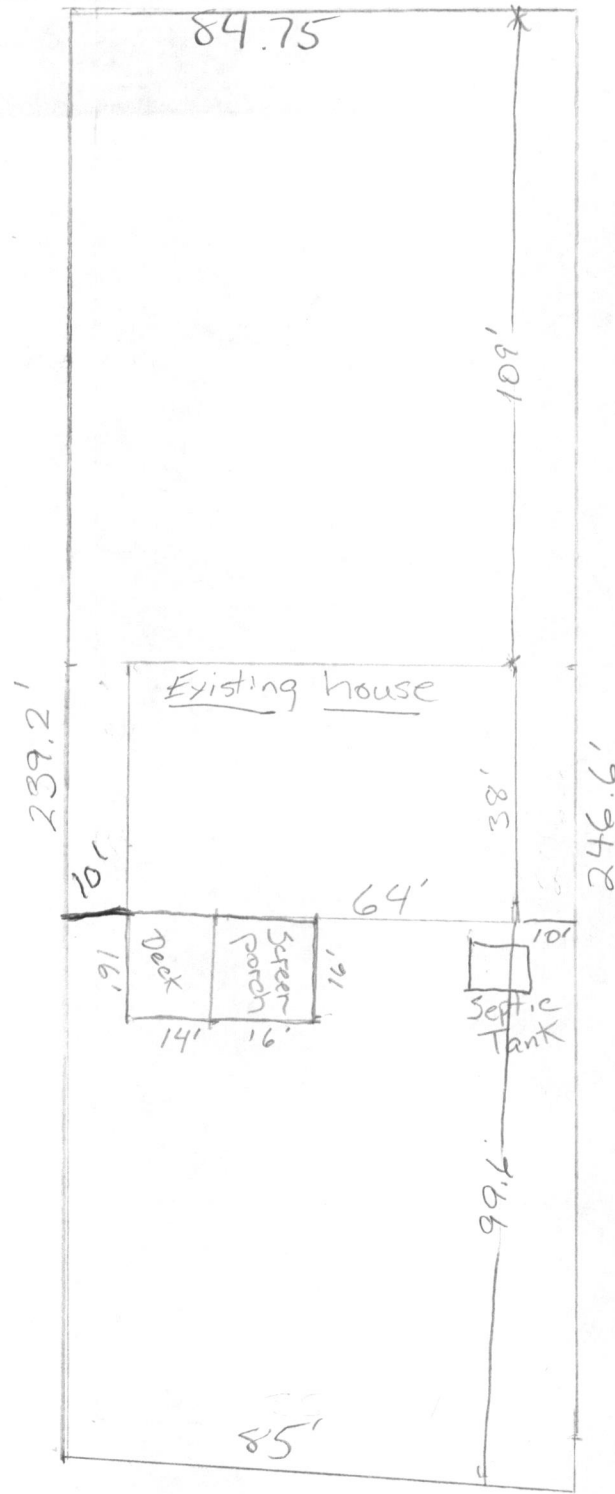 84.75
109'
Existing house
239.2'
38'
246.6'
10'
64'
10'
16'
Deck
Screen
porch
16'
Septic
Tank
14'
16'
99.6
85'